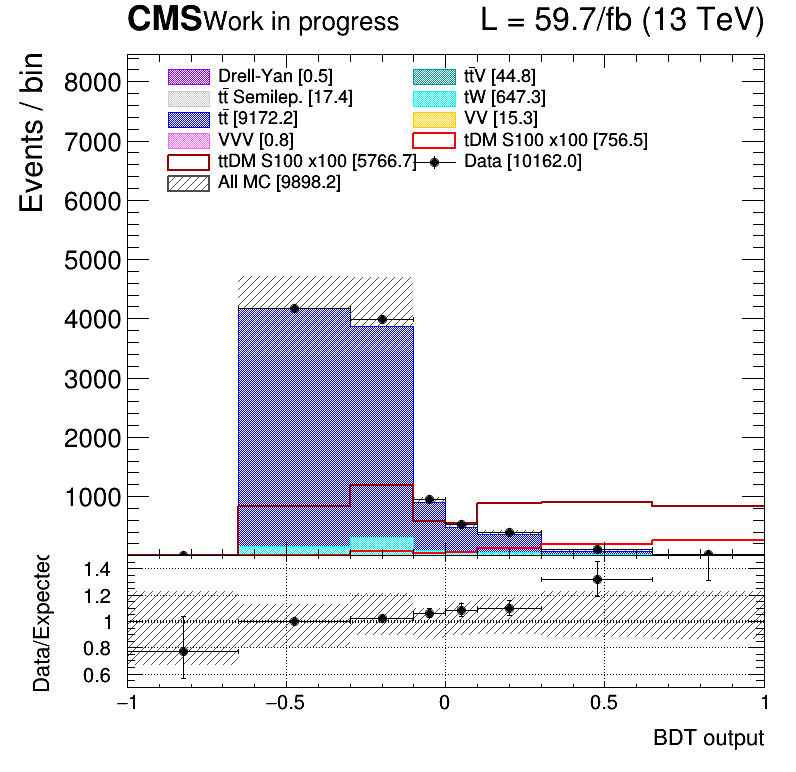 CMS Work in progress L = 59.7/fb (13 TeV)
Events / bin
8000
7000
6000
5000
4000
3000
2000
1000
Drell-Yan [0.5]
tt̄ Semilep. [17.4]
tt̄ [9172.2]
VVV [0.8]
ttDM S100 x100 [5766.7]
All MC [9898.2]
tt̄V [44.8]
tW [647.3]
VV [15.3]
tDM S100 x100 [756.5]
Data [10162.0]
Data/Expected
1.4
1.2
1
0.8
0.6
−1 −0.5 0 0.5 1
BDT output